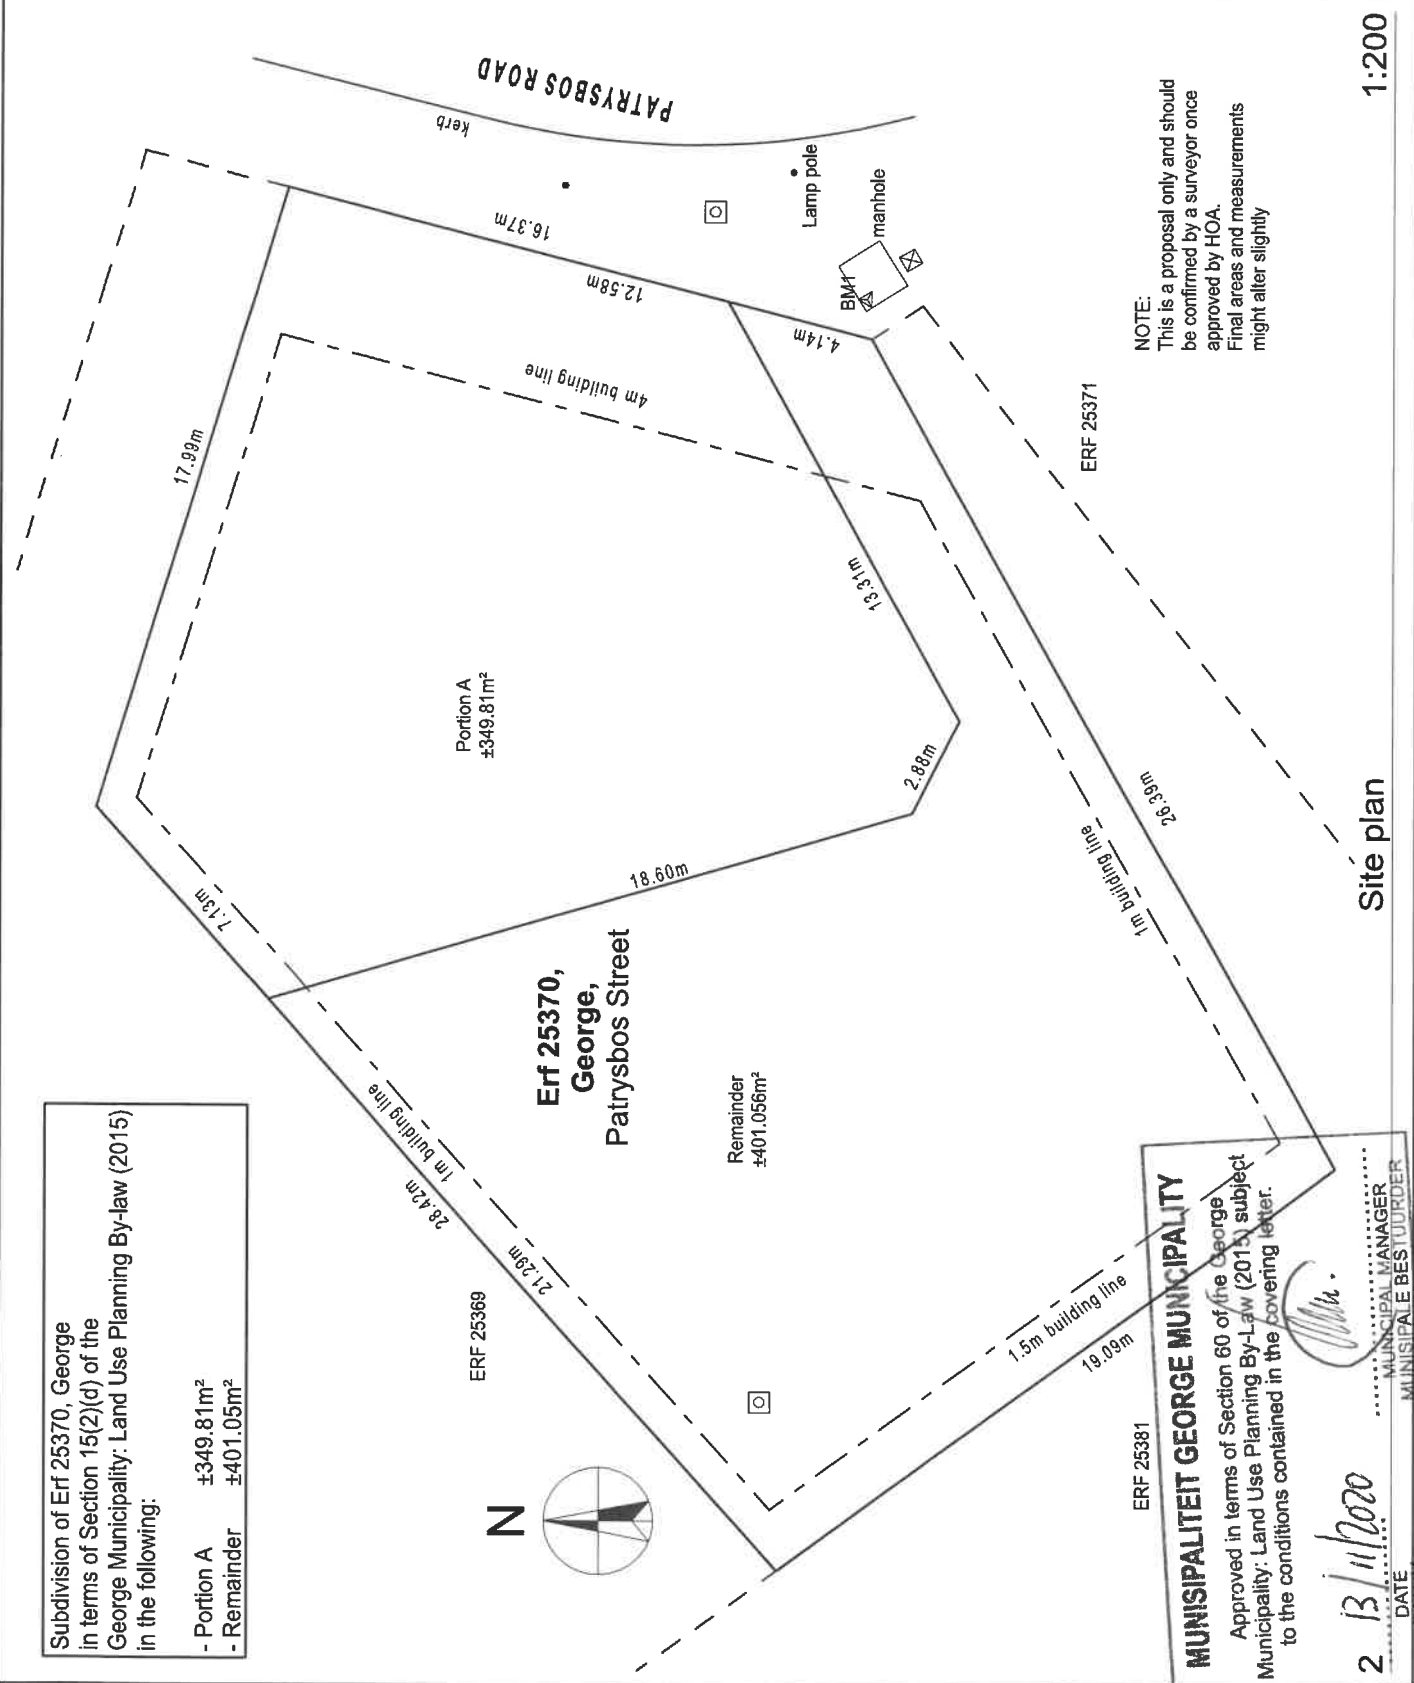 Subdivision of Erf 25370, George
in terms of Section 15(2)(d) of the
George Municipality: Land Use Planning By-law (2015)
in the following:
- Portion A ±349.81m²
- Remainder ±401.05m²
N
ERF 25369
28.42m
21.29m
1m building line
7.13m
17.99m
Erf 25370,
George,
Patrysbos Street
Portion A
±349.81m²
Remainder
±401.056m²
18.60m
2.88m
13.31m
4m building line
12.58m
16.37m
4.14m
kerb
PATRYSBOS ROAD
Lamp pole
manhole
BM1
ERF 25371
26.39m
1m building line
1.5m building line
19.09m
ERF 25381
NOTE:
This is a proposal only and should
be confirmed by a surveyor once
approved by HOA.
Final areas and measurements
might alter slightly
MUNISIPALITEIT GEORGE MUNICIPALITY
Approved in terms of Section 60 of the George
Municipality: Land Use Planning By-Law (2015) subject
to the conditions contained in the covering letter.
13/11/2020
DATE
MUNICIPAL MANAGER
MUNISIPALE BESTUURDER
2 Site plan 1:200